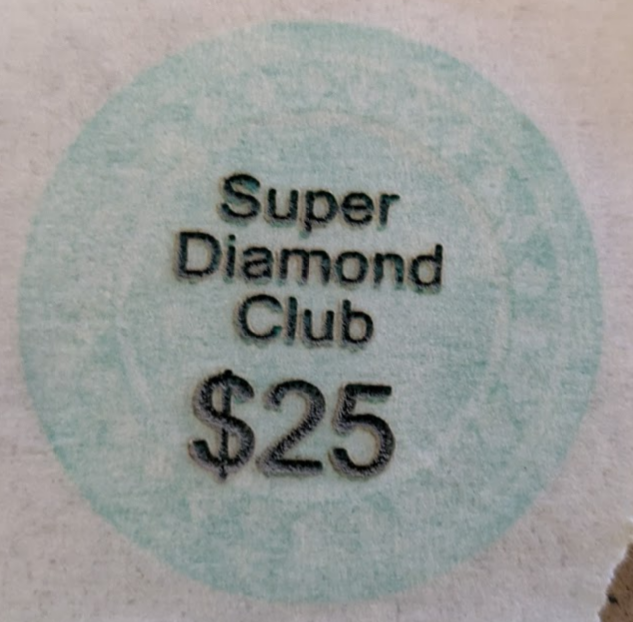 Super
Diamond
Club
$25